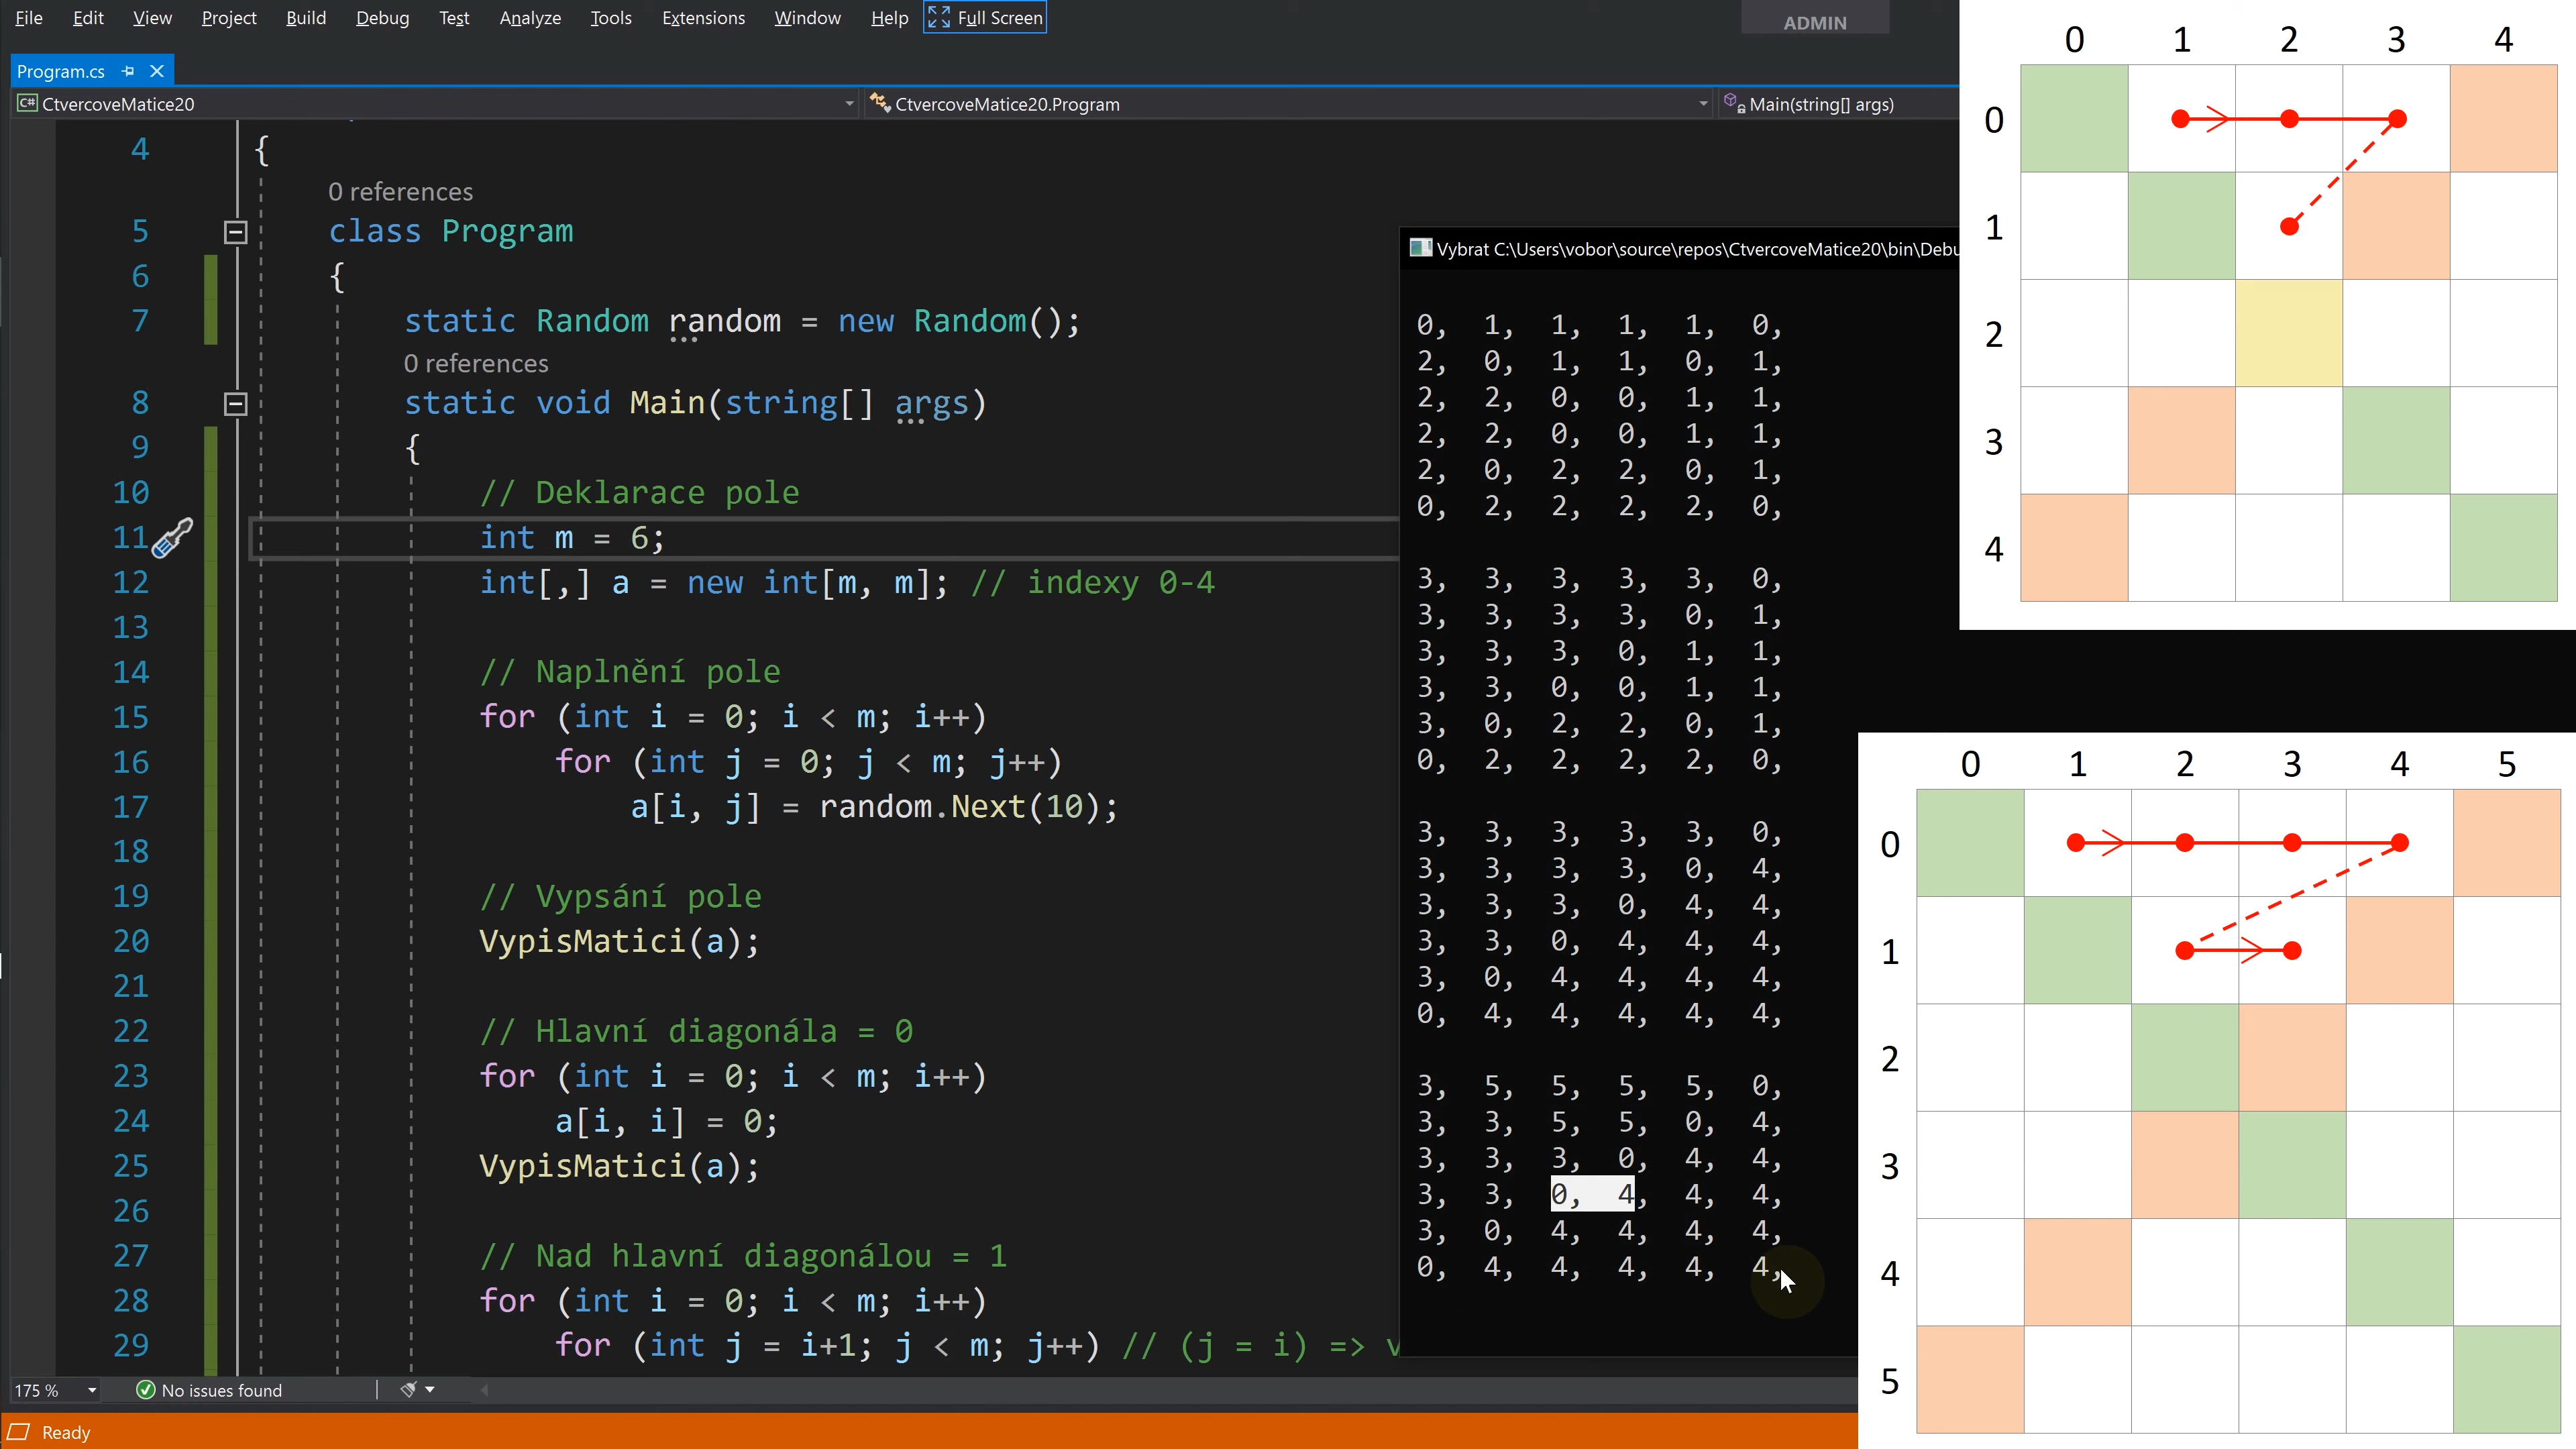 File Edit View Project Build Debug Test Analyze Tools Extensions Window Help Full Screen ADMIN
Program.cs
C# CtvercoveMatice20 CtvercoveMatice20.Program Main(string[] args)
4 {
0 references
5 class Program
6 {
7 static Random random = new Random();
0 references
8 static void Main(string[] args)
9 {
10 // Deklarace pole
11 int m = 6;
12 int[,] a = new int[m, m]; // indexy 0-4
13
14 // Naplnění pole
15 for (int i = 0; i < m; i++)
16 for (int j = 0; j < m; j++)
17 a[i, j] = random.Next(10);
18
19 // Vypsání pole
20 VypisMatici(a);
21
22 // Hlavní diagonála = 0
23 for (int i = 0; i < m; i++)
24 a[i, i] = 0;
25 VypisMatici(a);
26
27 // Nad hlavní diagonálou = 1
28 for (int i = 0; i < m; i++)
29 for (int j = i+1; j < m; j++) // (j = i) =>
175 % No issues found
Ready
Vybrat C:\Users\vobor\source\repos\CtvercoveMatice20\bin\Debu
0, 1, 1, 1, 1, 0,
2, 0, 1, 1, 0, 1,
2, 2, 0, 0, 1, 1,
2, 2, 0, 0, 1, 1,
2, 0, 2, 2, 0, 1,
0, 2, 2, 2, 2, 0,
3, 3, 3, 3, 3, 0,
3, 3, 3, 3, 0, 1,
3, 3, 3, 0, 1, 1,
3, 3, 0, 0, 1, 1,
3, 0, 2, 2, 0, 1,
0, 2, 2, 2, 2, 0,
3, 3, 3, 3, 3, 0,
3, 3, 3, 3, 0, 4,
3, 3, 3, 0, 4, 4,
3, 3, 0, 4, 4, 4,
3, 0, 4, 4, 4, 4,
0, 4, 4, 4, 4, 4,
3, 5, 5, 5, 5, 0,
3, 3, 5, 5, 0, 4,
3, 3, 3, 0, 4, 4,
3, 3, 0, 4, 4, 4,
3, 0, 4, 4, 4, 4,
0, 4, 4, 4, 4, 4,
0 1 2 3 4
0
1
2
3
4
0 1 2 3 4 5
0
1
2
3
4
5